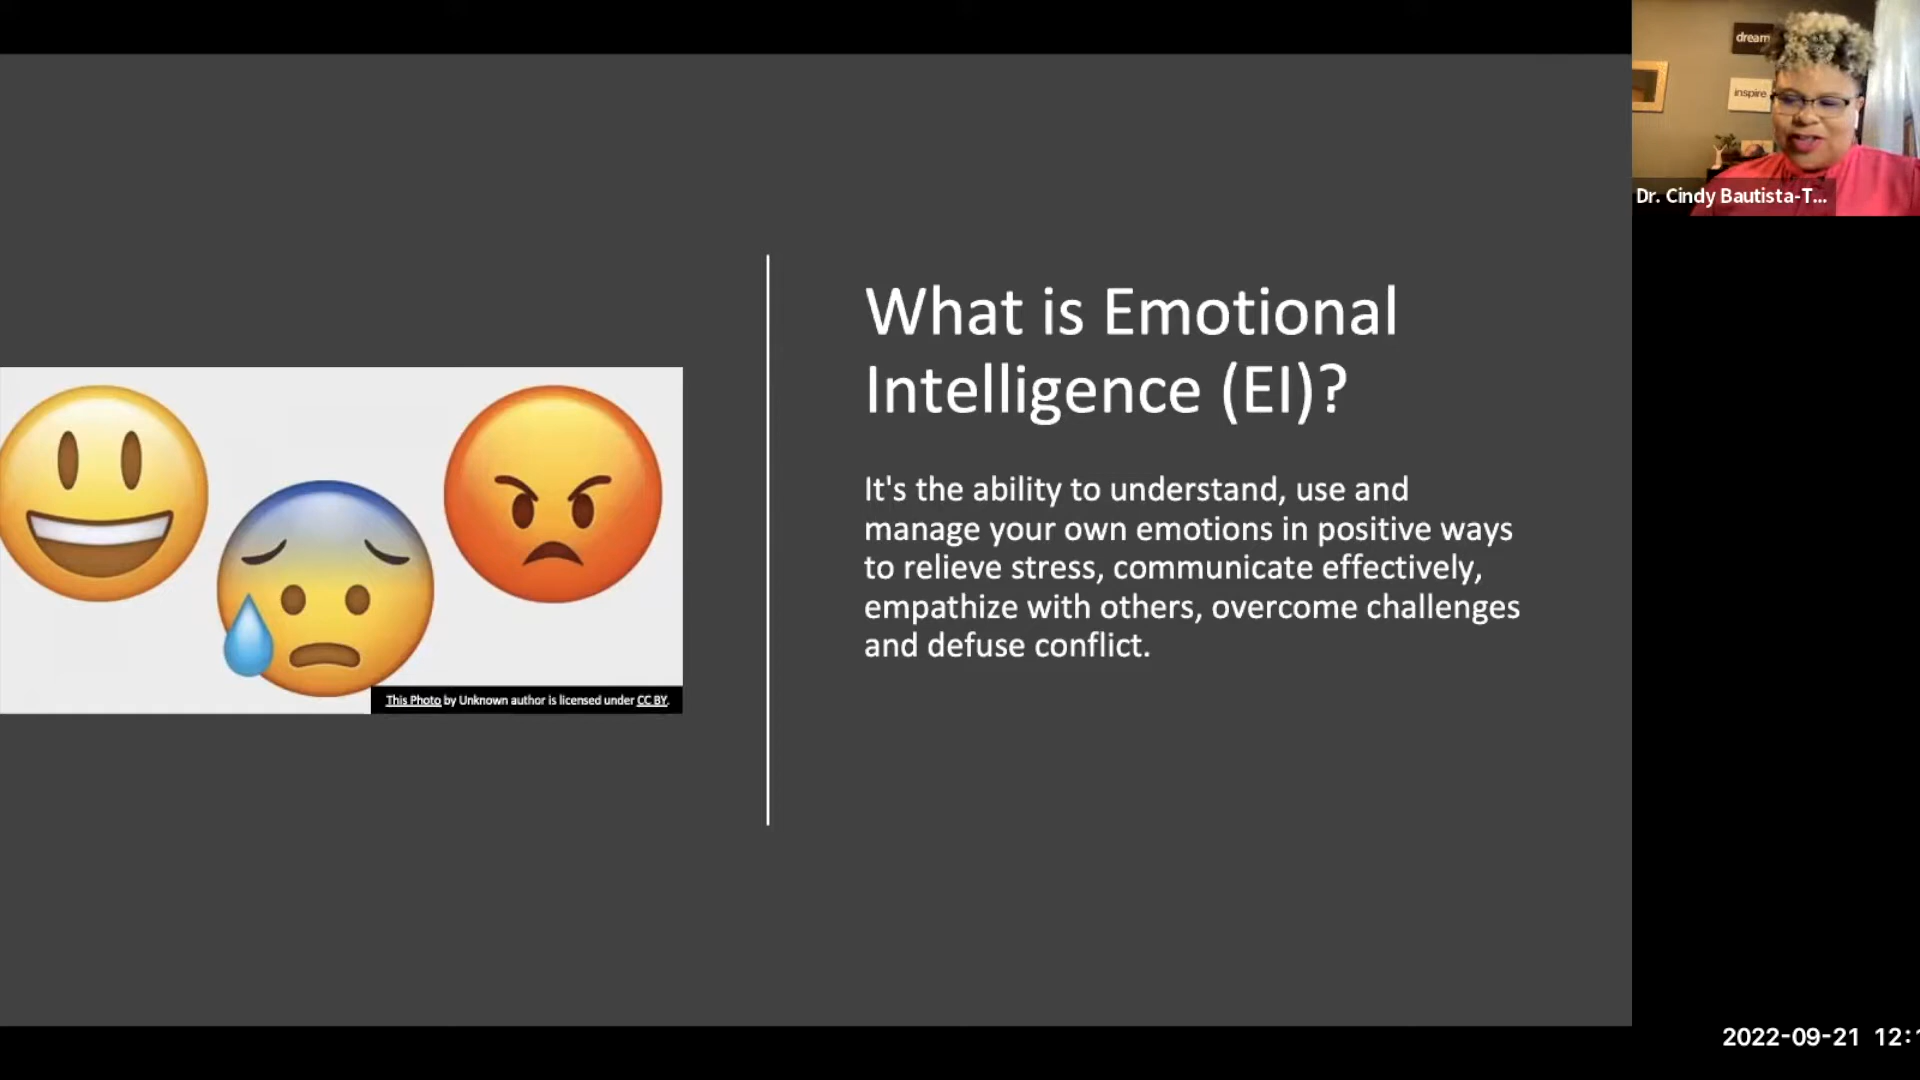 dream
inspire
Dr. Cindy Bautista-T...
What is Emotional
Intelligence (EI)?
It's the ability to understand, use and
manage your own emotions in positive ways
to relieve stress, communicate effectively,
empathize with others, overcome challenges
and defuse conflict.
This Photo by Unknown author is licensed under CC BY.
2022-09-21 12:1